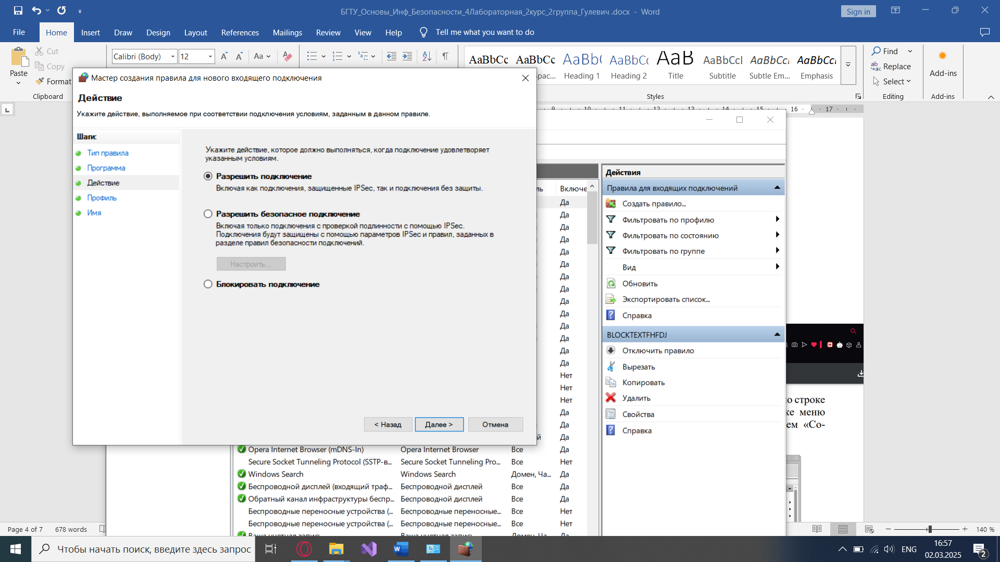 БГТУ_Основы_Инф_Безопасности_4Лабораторная_2курс_2группа_Гулевич .docx - Word
Sign in
File Home Insert Draw Design Layout References Mailings Review View Help Tell me what you want to do
Paste
Cut
Copy
Format
Clipboard
Calibri (Body) 12
Aa
AaBbCc AaBbCc AaBb( AaBbCc AaB AaBbCcl AaBbCc. AaBbCc.
Heading 1 Heading 2 Title Subtitle Subtle Em... Emphasis
Styles
Find
Replace
Select
Editing
Add-ins
Add-ins
9 10 11 12 13 14 15 16 17
Мастер создания правила для нового входящего подключения
Действие
Укажите действие, выполняемое при соответствии подключения условиям, заданным в данном правиле.
Шаги:
Тип правила
Программа
Действие
Профиль
Имя
Укажите действие, которое должно выполняться, когда подключение удовлетворяет
указанным условиям.
Разрешить подключение
Включая как подключения, защищенные IPSec, так и подключения без защиты.
Разрешить безопасное подключение
Включая только подключения с проверкой подлинности с помощью IPSec.
Подключения будут защищены с помощью параметров IPSec и правил, заданных в
разделе правил безопасности подключений.
Настроить...
Блокировать подключение
< Назад Далее > Отмена
ль Включе
Да
Да
Да
Да
Да
Да
Да
Да
Да
Да
Да
Да
Да
Да
Нет
Нет
Нет
Да
Да
й Да
Opera Internet Browser (mDNS-In) Opera Internet Browser Все Да
Secure Socket Tunneling Protocol (SSTP-в... Secure Socket Tunneling Pro... Все Нет
Windows Search Windows Search Домен, Ча... Да
Беспроводной дисплей (входящий траф... Беспроводной дисплей Все Да
Обратный канал инфраструктуры беспр... Беспроводной дисплей Все Да
Беспроводные переносные устройства (... Беспроводные переносные... Все Нет
Беспроводные переносные устройства (... Беспроводные переносные... Все Нет
Ваша учетная запись Ваша учетная запись Домен, Ча... Да
Действия
Правила для входящих подключений
Создать правило...
Фильтровать по профилю
Фильтровать по состоянию
Фильтровать по группе
Вид
Обновить
Экспортировать список...
Справка
BLOCKTEXTFHFDJ
Отключить правило
Вырезать
Копировать
Удалить
Свойства
Справка
о строке
же меню
ем «Со-
Page 4 of 7 678 words 140 %
Чтобы начать поиск, введите здесь запрос
ENG
16:57
02.03.2025
2